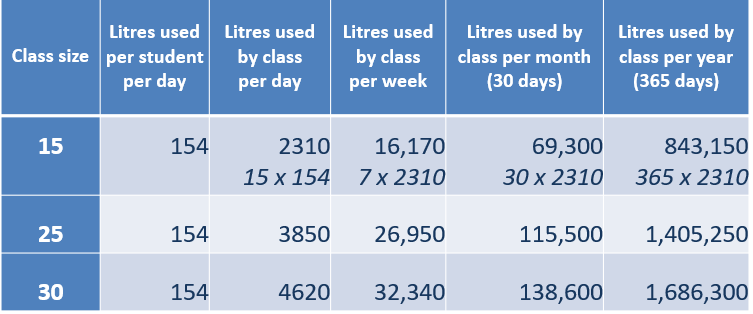 Class size
Litres used
per student
per day
Litres used
by class
per day
Litres used
by class
per week
Litres used by
class per month
(30 days)
Litres used by
class per year
(365 days)
15 154 2310 16,170 69,300 843,150
15 x 154 7 x 2310 30 x 2310 365 x 2310
25 154 3850 26,950 115,500 1,405,250
30 154 4620 32,340 138,600 1,686,300